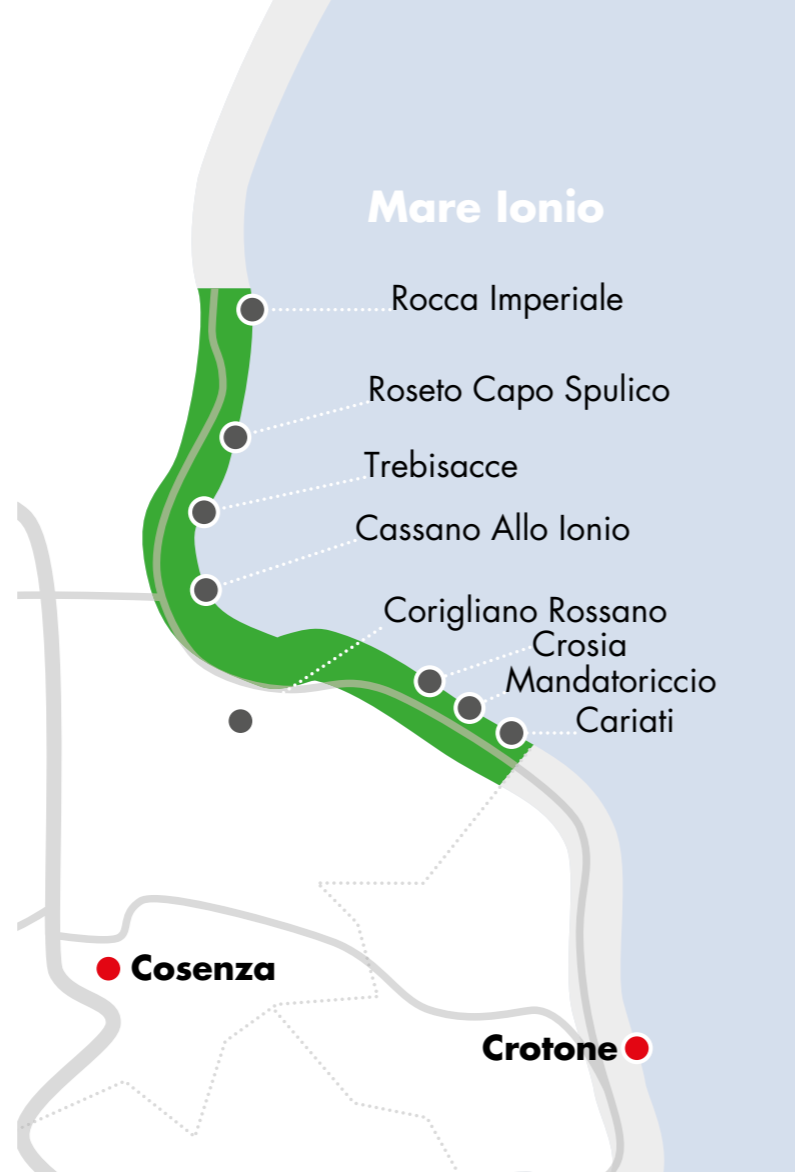 Mare Ionio
Rocca Imperiale
Roseto Capo Spulico
Trebisacce
Cassano Allo Ionio
Corigliano Rossano
Crosia
Mandatoriccio
Cariati
Cosenza
Crotone